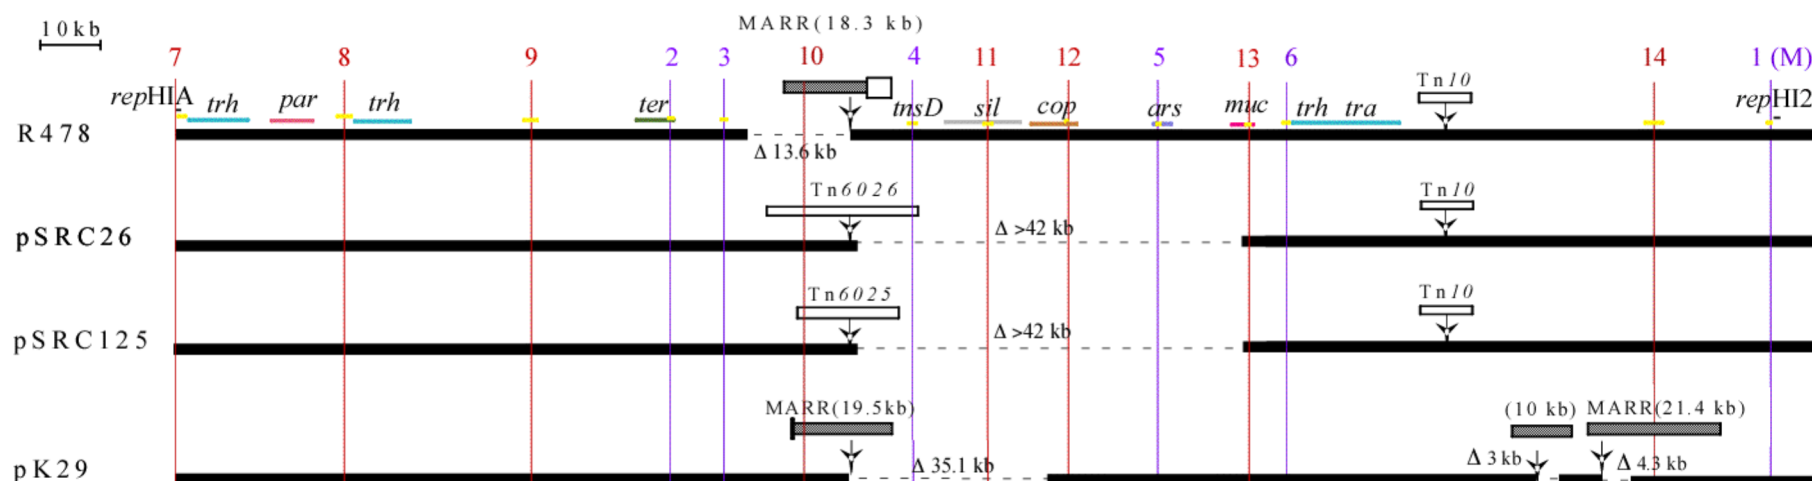 MARR(18.3 kb)
10kb
7 8 9 2 3 10 4 11 12 5 13 6 14 1 (M)
Tn10
repHIA trh par trh ter tnsD sil cop ars muc trh tra repHI2
R478
Δ 13.6 kb
Tn6026 Tn10
pSRC26
Δ >42 kb
Tn6025 Tn10
pSRC125
Δ >42 kb
MARR(19.5kb) (10 kb) MARR(21.4 kb)
pK29
Δ 35.1 kb Δ 3 kb Δ 4.3 kb